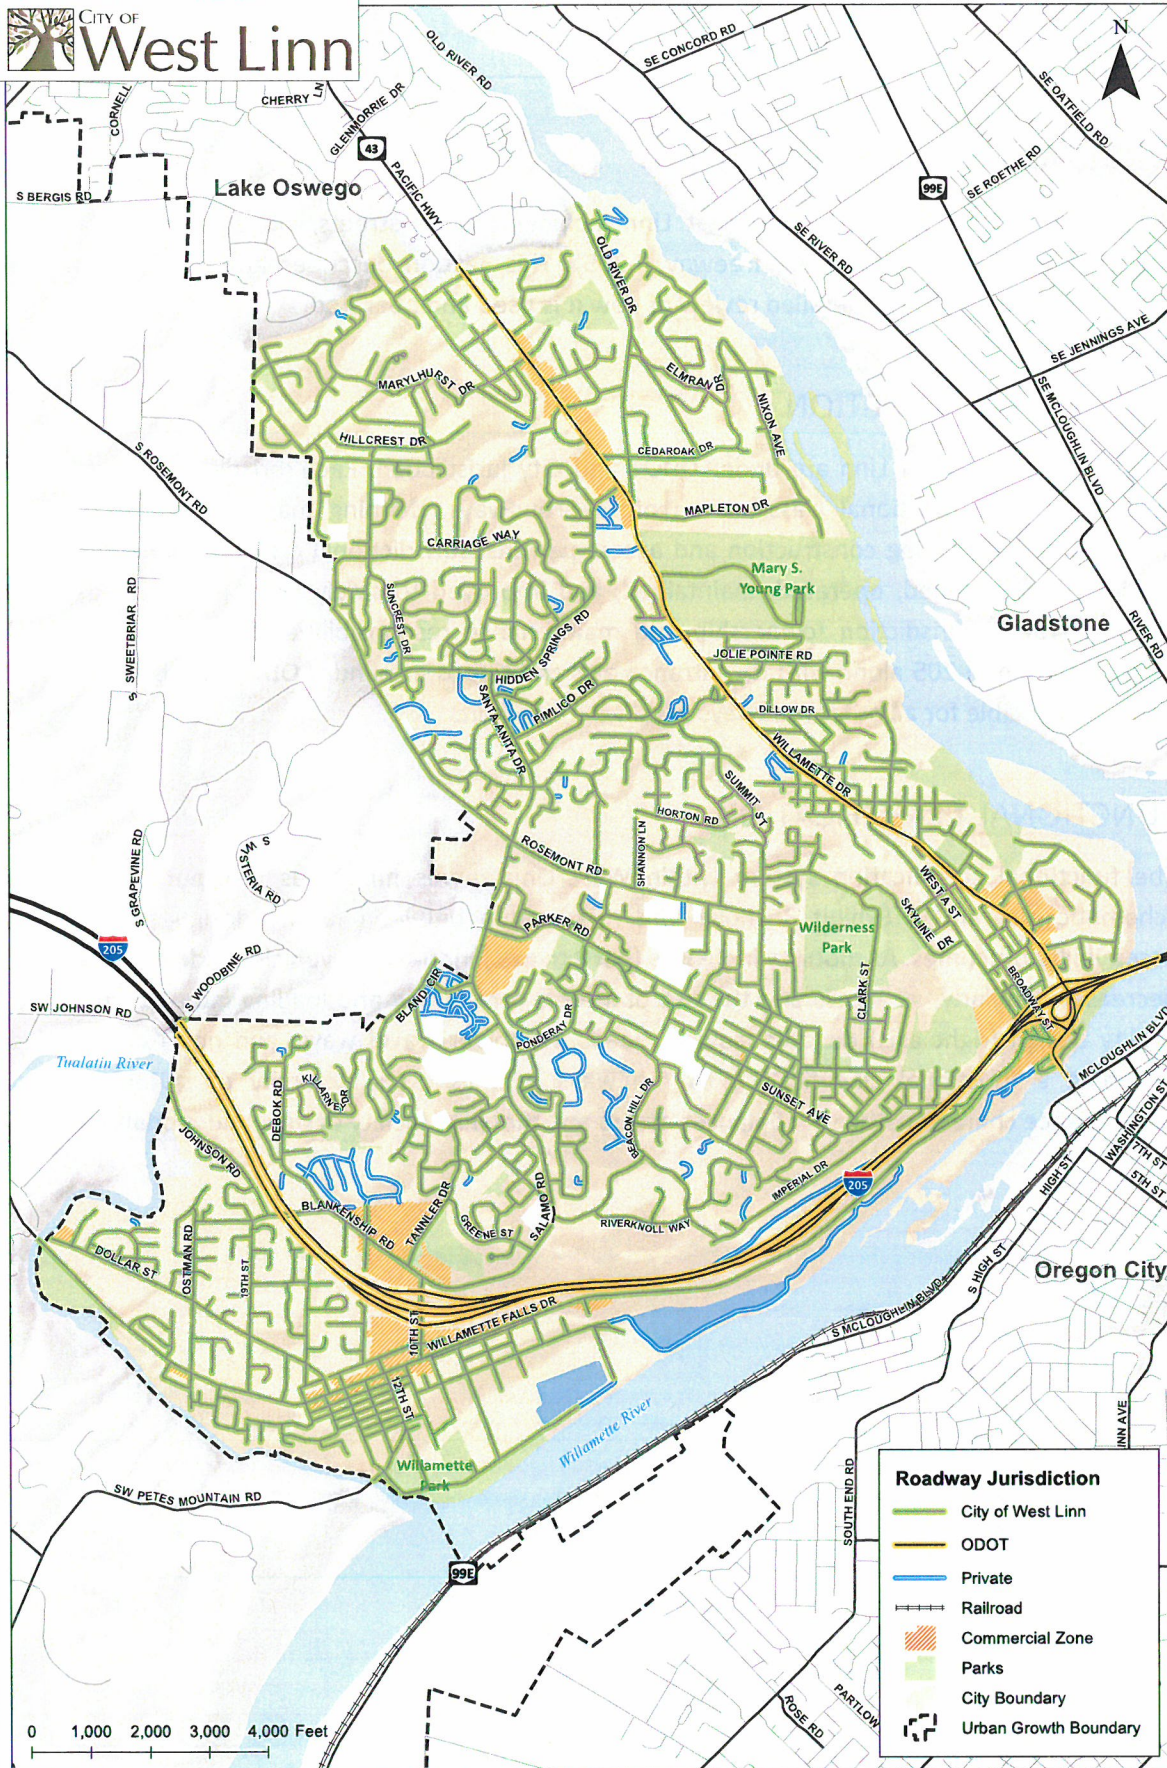 CITY OF
West Linn
N
OLD RIVER RD
SE CONCORD RD
SE OATFIELD RD
CORNELL
CHERRY LN
GLENMORRIE DR
43
PACIFIC HWY
Lake Oswego
S BERGIS RD
99E
SE ROETHE RD
SE RIVER RD
OLD RIVER DR
SE JENNINGS AVE
SE MCLOUGHLIN BLVD
ELMRAN DR
NIXON AVE
MARYLHURST DR
HILLCREST DR
CEDAROAK DR
S ROSEMONT RD
MAPLETON DR
CARRIAGE WAY
Mary S.
Young Park
S SWEETBRIAR RD
SUNCREST DR
Gladstone
RIVER RD
HIDDEN SPRINGS RD
JOLIE POINTE RD
SANTA ANITA DR
PIMLICO DR
DILLOW DR
WILLAMETTE DR
SUMMIT ST
HORTON RD
SHANNON LN
ROSEMONT RD
S GRAPEVINE RD
S WISTERIA RD
WEST A ST
SKYLINE DR
PARKER RD
Wilderness
Park
205
S WOODBINE RD
BLAND CIR
CLARK ST
BROADWAY ST
SW JOHNSON RD
PONDERAY DR
MCLOUGHLIN BLVD
Tualatin River
DEBOK RD
KILLARNEY DR
BEACON HILL DR
SUNSET AVE
WASHINGTON ST
7TH ST
5TH ST
JOHNSON RD
HIGH ST
IMPERIAL DR
205
BLANKENSHIP RD
TANNLER DR
GREENE ST
SALAMO RD
RIVERKNOLL WAY
DOLLAR ST
OSTMAN RD
19TH ST
S HIGH ST
Oregon City
10TH ST
WILLAMETTE FALLS DR
S MCLOUGHLIN BLVD
12TH ST
Willamette River
INN AVE
Willamette
Park
SW PETES MOUNTAIN RD
SOUTH END RD
99E
ROSE RD
PARTLOW
Roadway Jurisdiction
City of West Linn
ODOT
Private
Railroad
Commercial Zone
Parks
City Boundary
Urban Growth Boundary
0 1,000 2,000 3,000 4,000 Feet